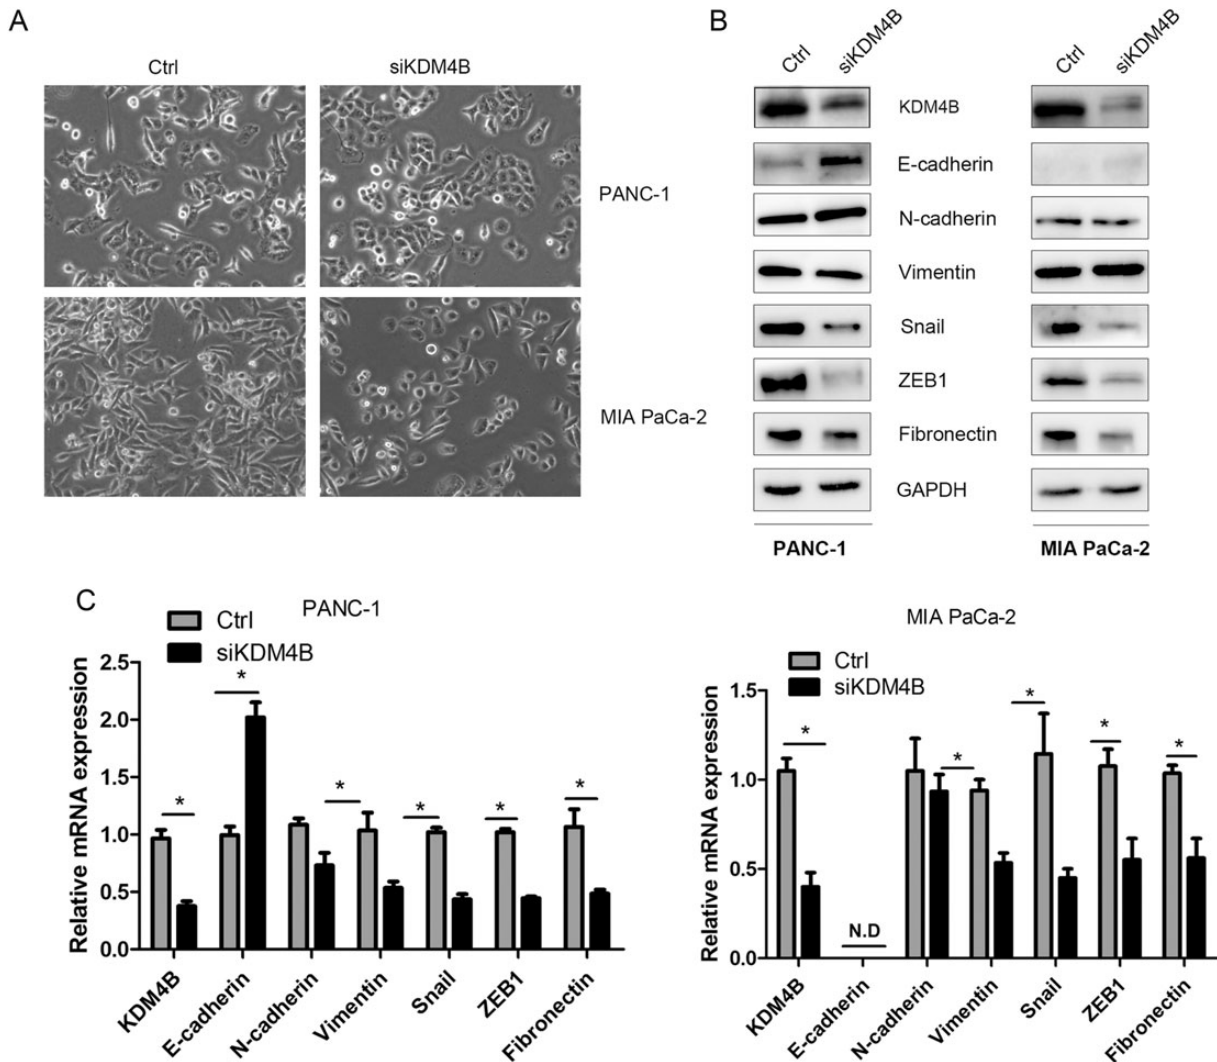 A
Ctrl
siKDM4B
PANC-1
MIA PaCa-2
B
Ctrl
siKDM4B
Ctrl
siKDM4B
KDM4B
E-cadherin
N-cadherin
Vimentin
Snail
ZEB1
Fibronectin
GAPDH
PANC-1
MIA PaCa-2
C
PANC-1
Ctrl
siKDM4B
Relative mRNA expression
2.5
2.0
1.5
1.0
0.5
0.0
*
*
*
*
*
*
KDM4B
E-cadherin
N-cadherin
Vimentin
Snail
ZEB1
Fibronectin
MIA PaCa-2
Ctrl
siKDM4B
Relative mRNA expression
1.5
1.0
0.5
0.0
*
N.D
*
*
*
*
KDM4B
E-cadherin
N-cadherin
Vimentin
Snail
ZEB1
Fibronectin